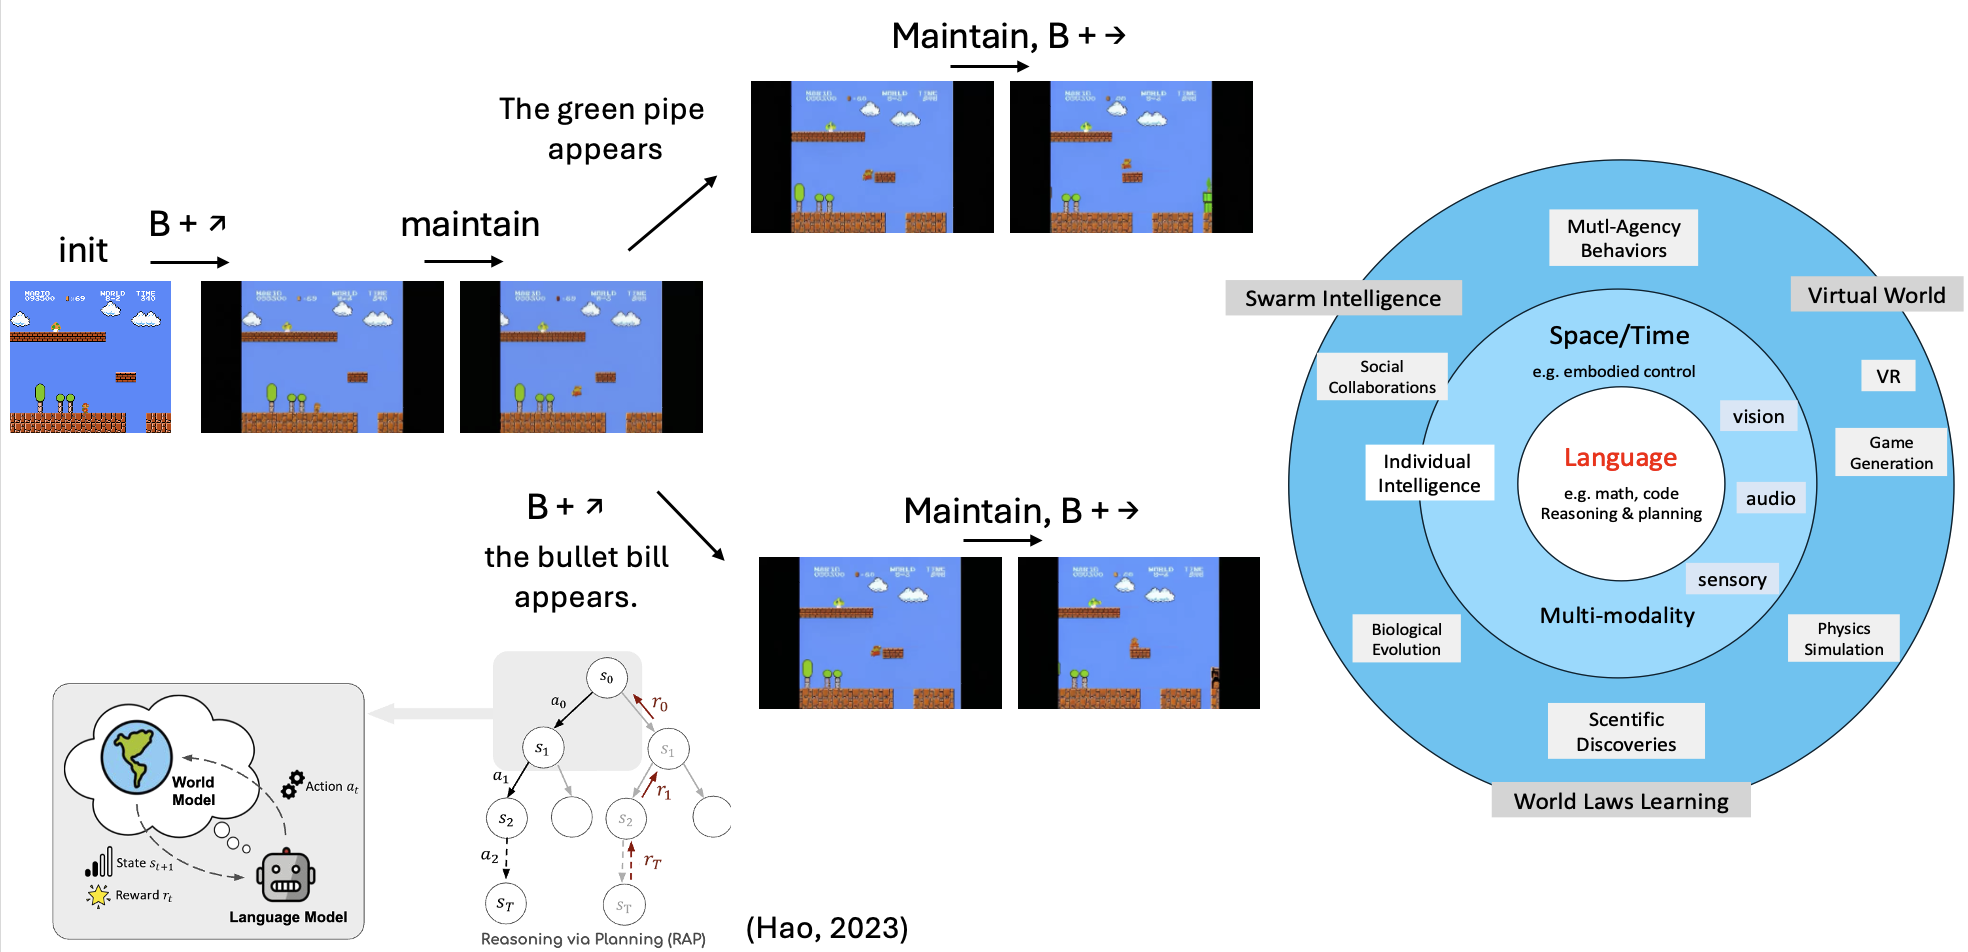 Maintain, B + →
The green pipe
appears
B + ↗
maintain
init
MARIO
WORLD
TIME
093500
69
8-2
340
B + ↗
the bullet bill
appears.
Maintain, B + →
World
Model
Action a_t
State s_{t+1}
Reward r_t
Language Model
s_0
a_0
r_0
s_1
s_1
a_1
r_1
s_2
s_2
a_2
r_T
s_T
s_T
Reasoning via Planning (RAP)
(Hao, 2023)
Mutl-Agency
Behaviors
Swarm Intelligence
Virtual World
Space/Time
e.g. embodied control
Social
Collaborations
VR
vision
Game
Generation
Individual
Intelligence
Language
e.g. math, code
Reasoning & planning
audio
sensory
Multi-modality
Biological
Evolution
Physics
Simulation
Scentific
Discoveries
World Laws Learning